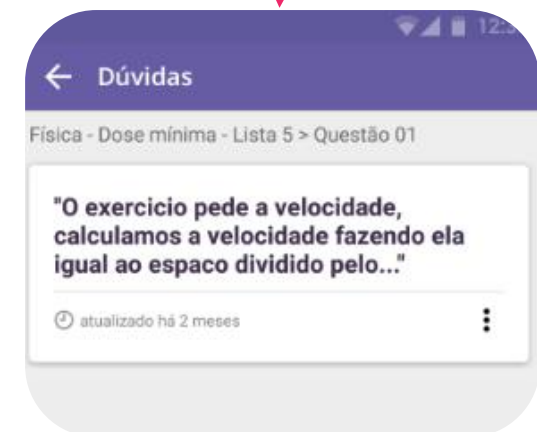 Dúvidas
Física - Dose mínima - Lista 5 > Questão 01
"O exercicio pede a velocidade,
calculamos a velocidade fazendo ela
igual ao espaco dividido pelo..."
atualizado há 2 meses